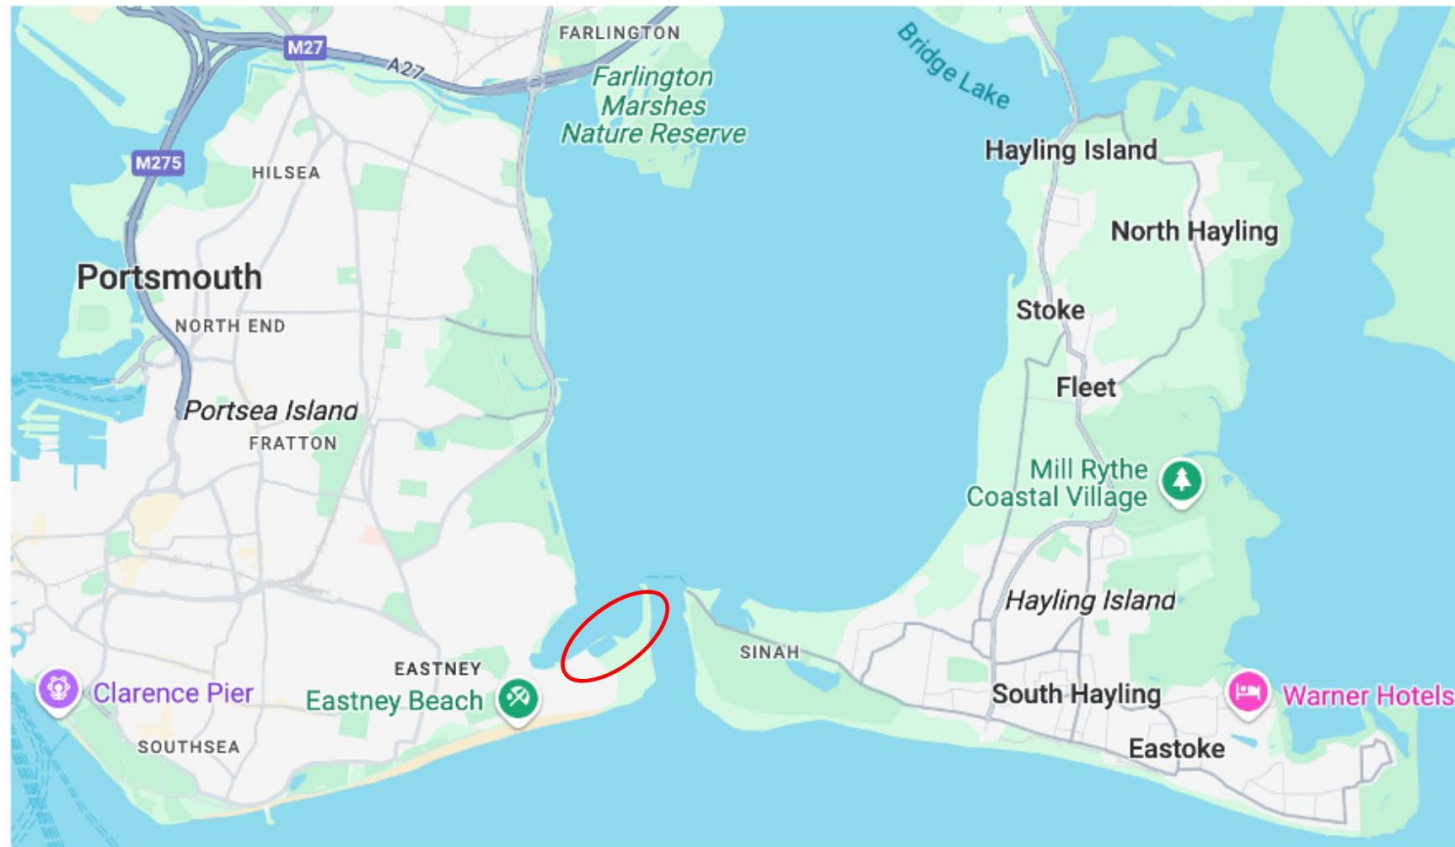 FARLINGTON
M27
A27
Bridge Lake
Farlington
Marshes
Nature Reserve
M275
HILSEA
Hayling Island
North Hayling
Portsmouth
Stoke
NORTH END
Fleet
Portsea Island
FRATTON
Mill Rythe
Coastal Village
Hayling Island
SINAH
EASTNEY
Eastney Beach
Clarence Pier
South Hayling
Warner Hotels
SOUTHSEA
Eastoke